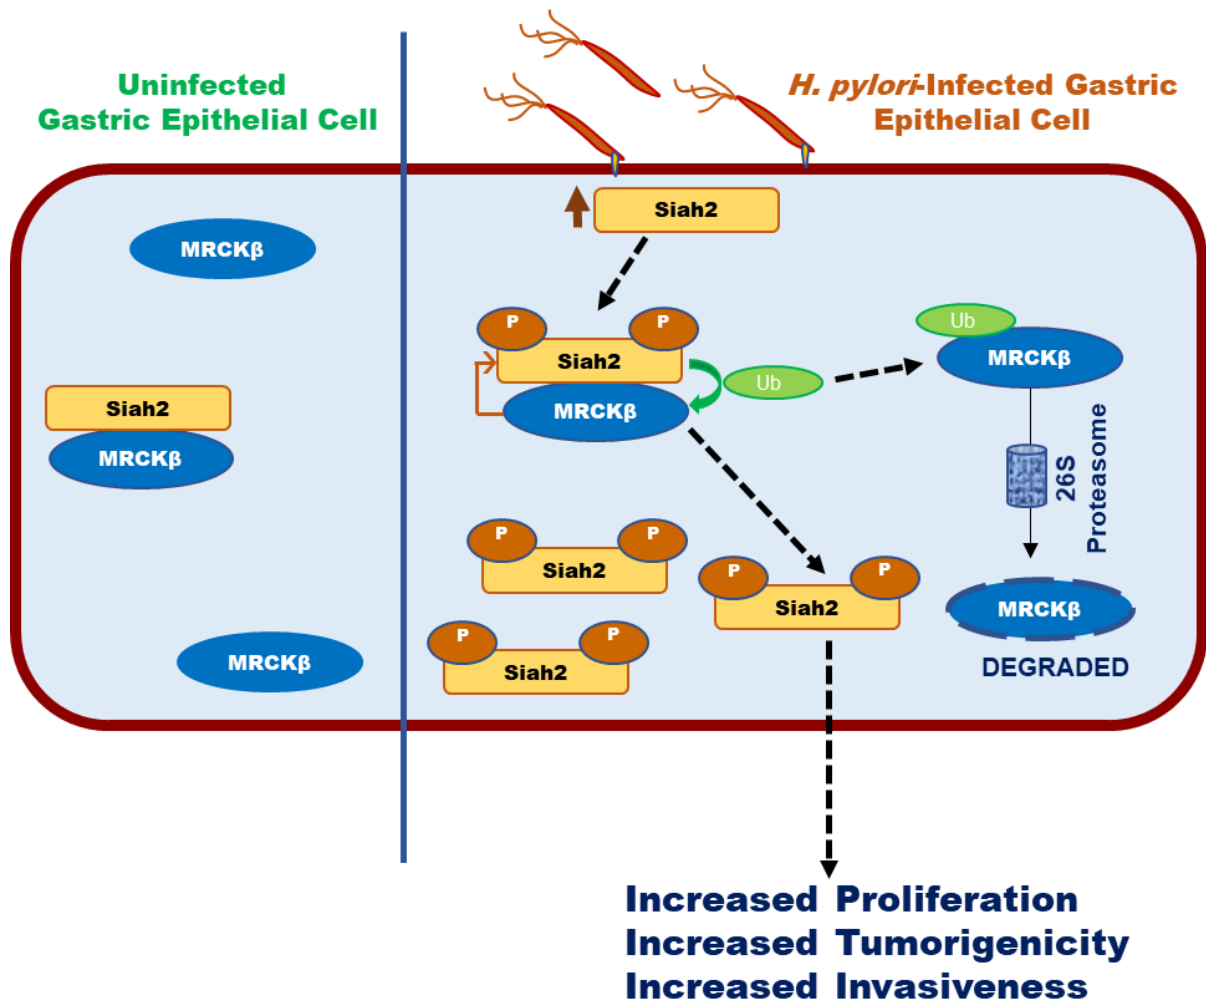 Uninfected
Gastric Epithelial Cell
H. pylori-Infected Gastric
Epithelial Cell
MRCKβ
Siah2
MRCKβ
MRCKβ
Siah2
P
P
Siah2
MRCKβ
Ub
Ub
MRCKβ
26S
Proteasome
P
P
Siah2
P
P
Siah2
P
P
Siah2
MRCKβ
DEGRADED
Increased Proliferation
Increased Tumorigenicity
Increased Invasiveness